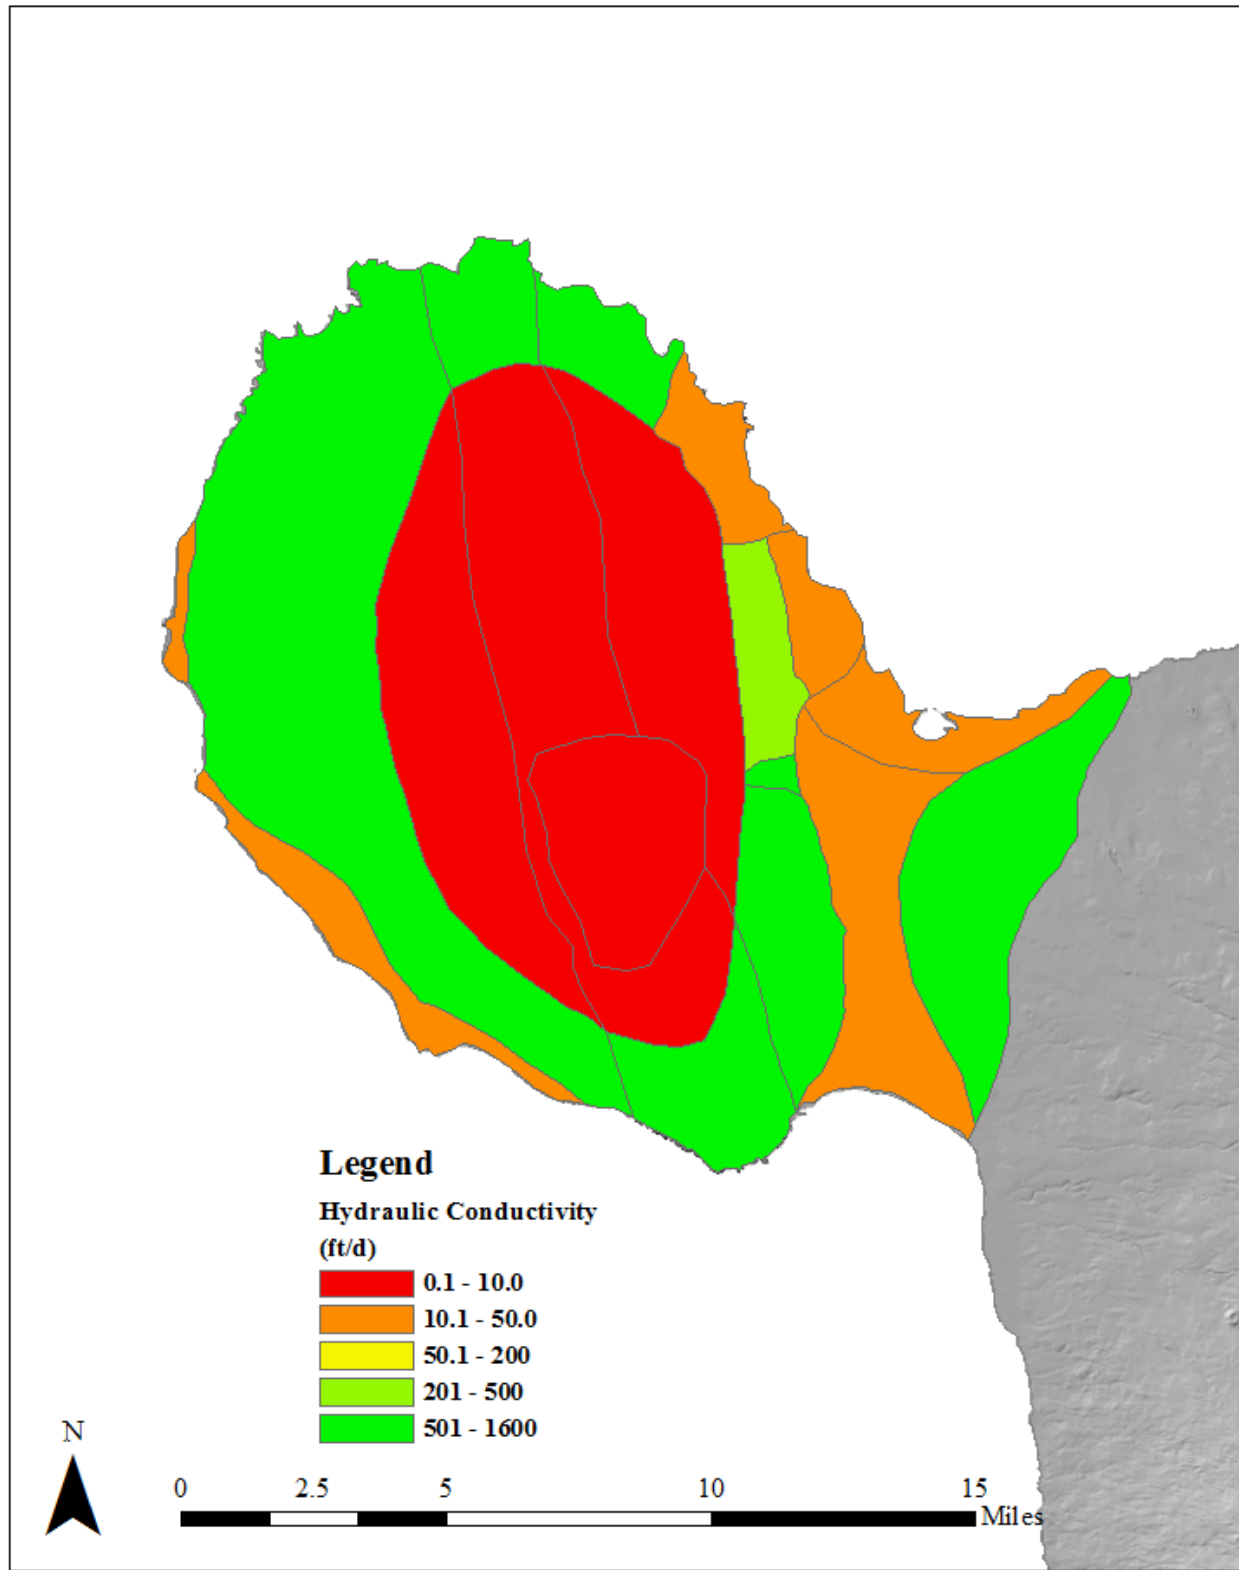 Legend
Hydraulic Conductivity
(ft/d)
0.1 - 10.0
10.1 - 50.0
50.1 - 200
201 - 500
501 - 1600
N
0 2.5 5 10 15
Miles